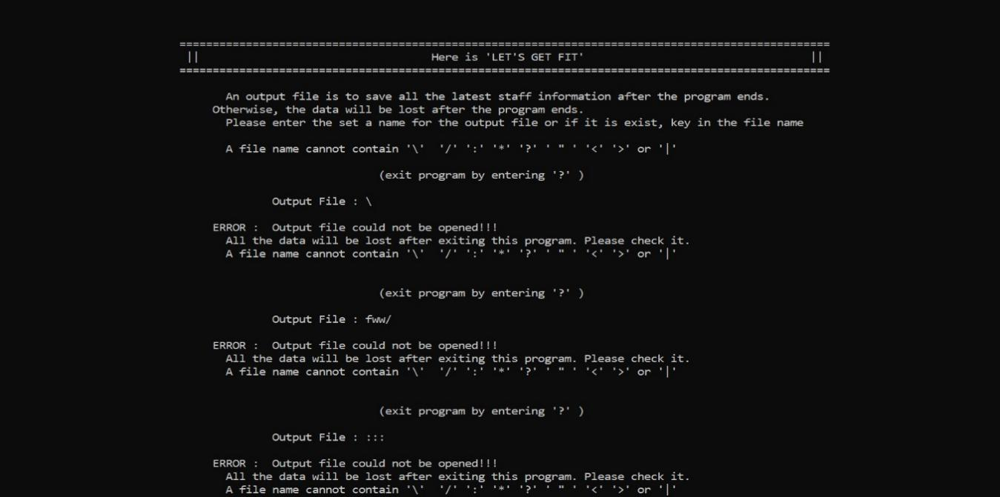 ==================================================================================================
||                                   Here is 'LET'S GET FIT'                                  ||
==================================================================================================
An output file is to save all the latest staff information after the program ends.
Otherwise, the data will be lost after the program ends.
Please enter the set a name for the output file or if it is exist, key in the file name
A file name cannot contain '\'  '/' ':' '*' '?' ' " ' '<' '>' or '|'
(exit program by entering '?' )
Output File : \
ERROR :  Output file could not be opened!!!
All the data will be lost after exiting this program. Please check it.
A file name cannot contain '\'  '/' ':' '*' '?' ' " ' '<' '>' or '|'
(exit program by entering '?' )
Output File : fww/
ERROR :  Output file could not be opened!!!
All the data will be lost after exiting this program. Please check it.
A file name cannot contain '\'  '/' ':' '*' '?' ' " ' '<' '>' or '|'
(exit program by entering '?' )
Output File : :::
ERROR :  Output file could not be opened!!!
All the data will be lost after exiting this program. Please check it.
A file name cannot contain '\'  '/' ':' '*' '?' ' " ' '<' '>' or '|'